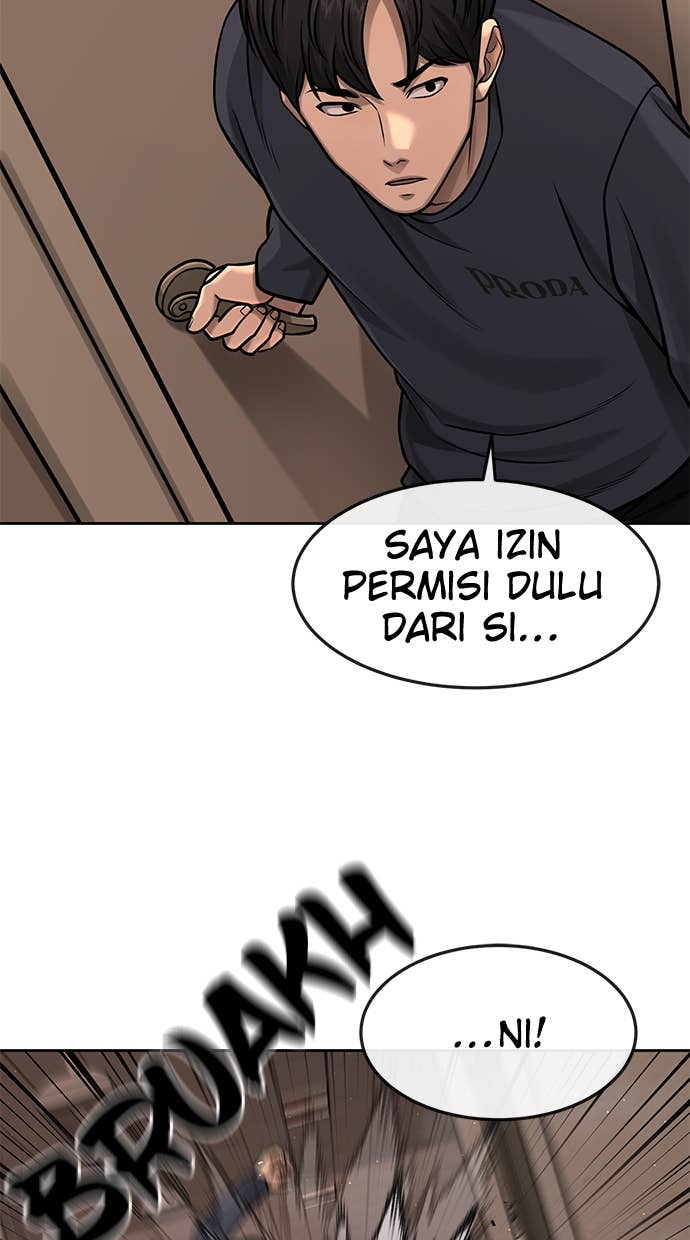 PRODA
SAYA IZIN
PERMISI DULU
DARI SI...
BRUAKH
...NI!